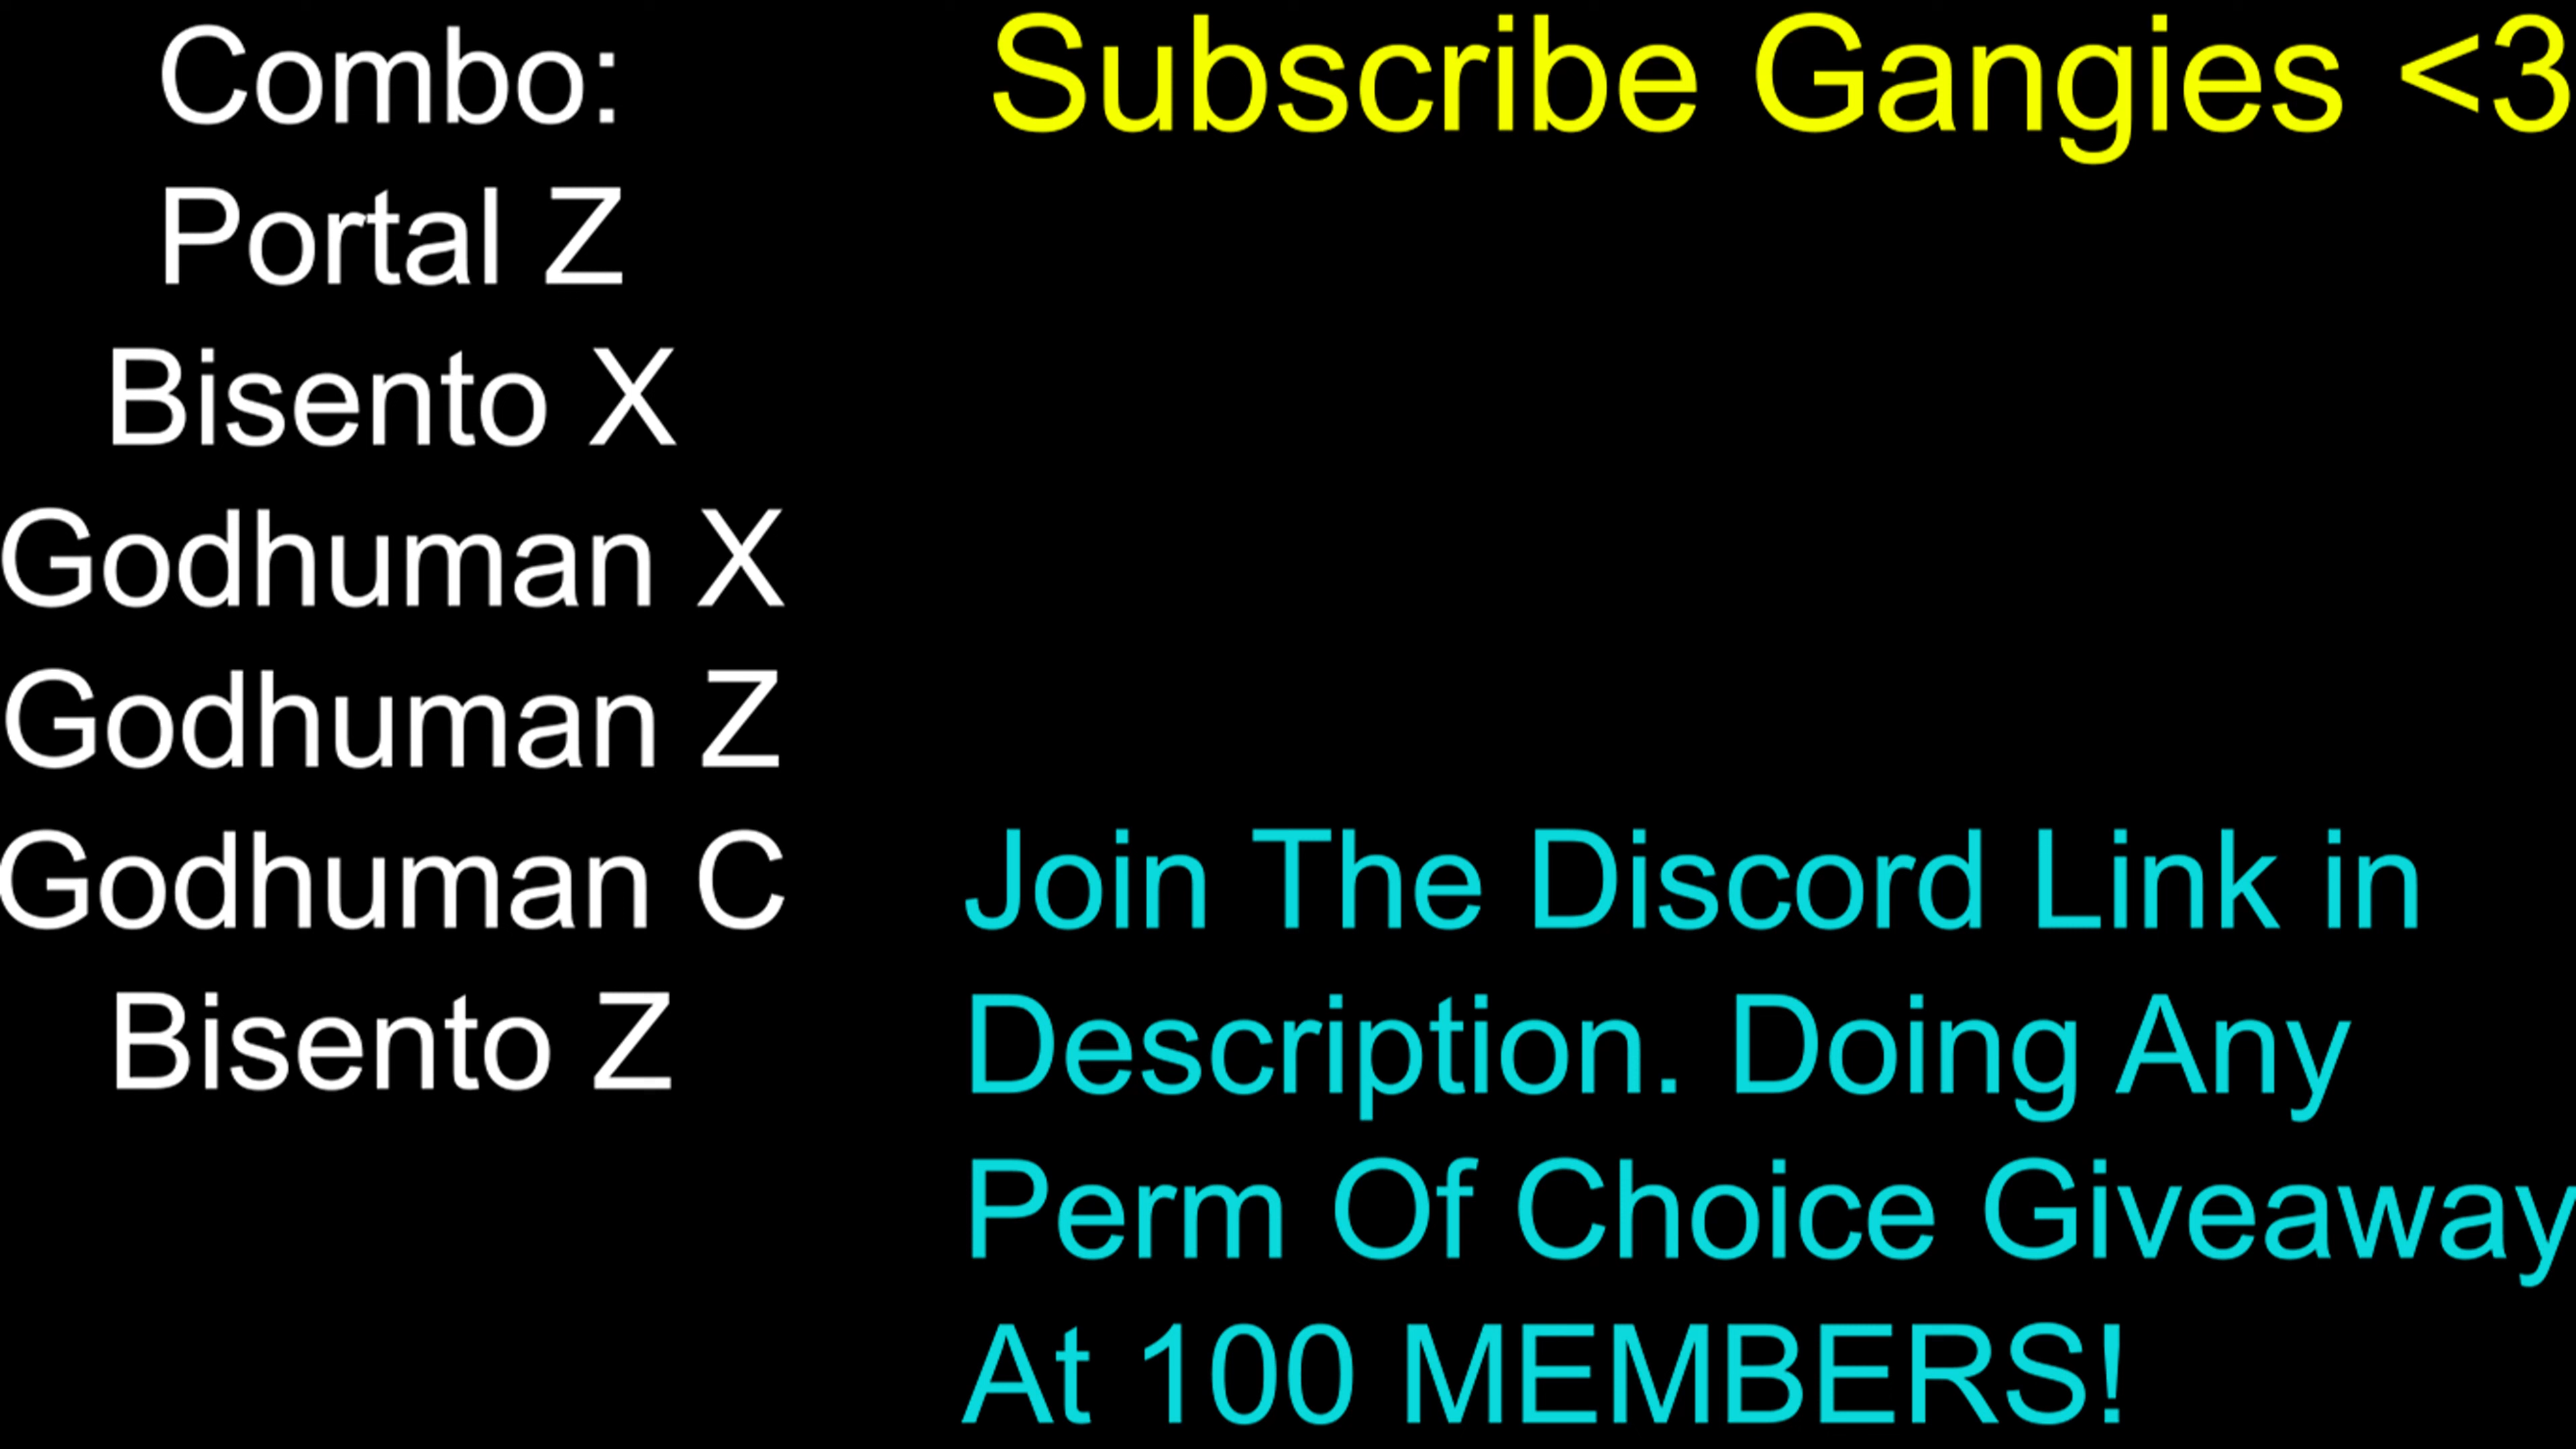 Combo:
Portal Z
Bisento X
Godhuman X
Godhuman Z
Godhuman C
Bisento Z
Subscribe Gangies <3
Join The Discord Link in
Description. Doing Any
Perm Of Choice Giveaway
At 100 MEMBERS!